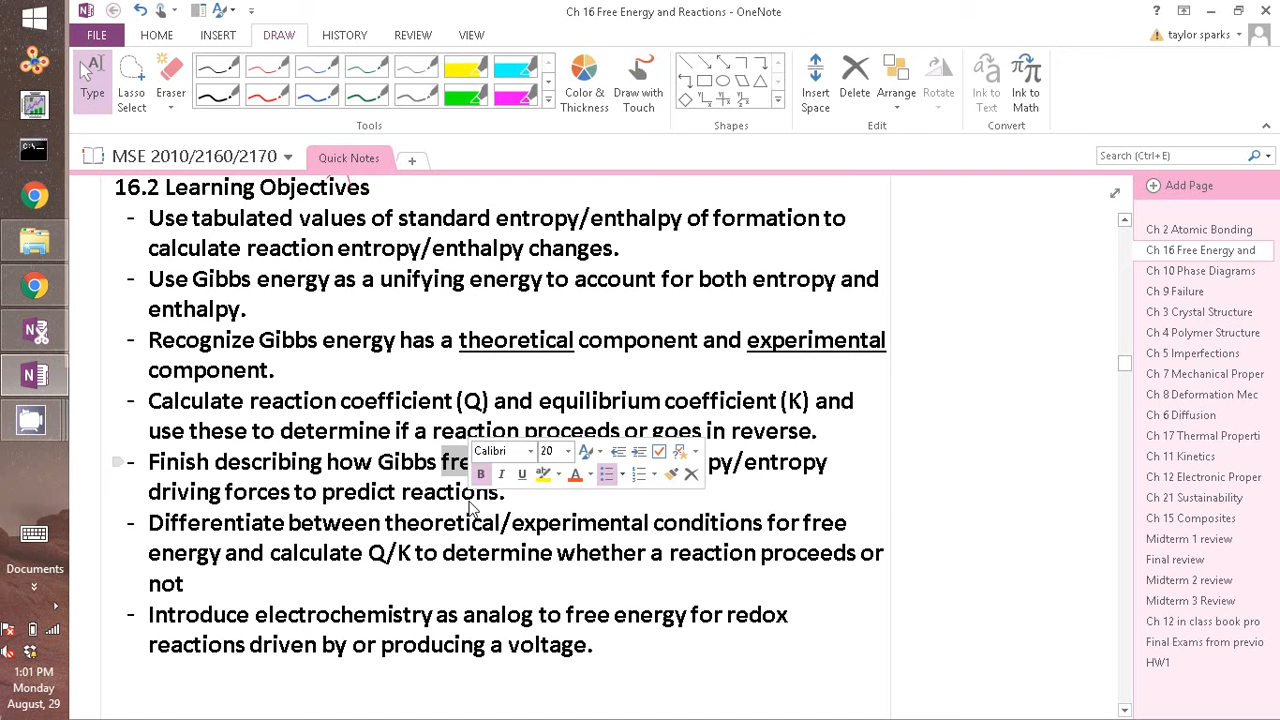 Ch 16 Free Energy and Reactions - OneNote
?
FILE HOME INSERT DRAW HISTORY REVIEW VIEW
taylor sparks
Type
Lasso Select
Eraser
Color & Thickness
Draw with Touch
Insert Space
Delete
Arrange
Rotate
Ink to Text
Ink to Math
Tools
Shapes
Edit
Convert
MSE 2010/2160/2170
Quick Notes
Search (Ctrl+E)
Add Page
16.2 Learning Objectives
- Use tabulated values of standard entropy/enthalpy of formation to
calculate reaction entropy/enthalpy changes.
- Use Gibbs energy as a unifying energy to account for both entropy and
enthalpy.
- Recognize Gibbs energy has a theoretical component and experimental
component.
- Calculate reaction coefficient (Q) and equilibrium coefficient (K) and
use these to determine if a reaction proceeds or goes in reverse.
- Finish describing how Gibbs fre py/entropy
driving forces to predict reactions.
- Differentiate between theoretical/experimental conditions for free
energy and calculate Q/K to determine whether a reaction proceeds or
not
- Introduce electrochemistry as analog to free energy for redox
reactions driven by or producing a voltage.
Calibri 20
B I U ab A
Ch 2 Atomic Bonding
Ch 16 Free Energy and
Ch 10 Phase Diagrams
Ch 9 Failure
Ch 3 Crystal Structure
Ch 4 Polymer Structure
Ch 5 Imperfections
Ch 7 Mechanical Proper
Ch 8 Deformation Mec
Ch 6 Diffusion
Ch 17 Thermal Properti
Ch 11 Kinetics
Ch 12 Electronic Proper
Ch 21 Sustainability
Ch 15 Composites
Midterm 1 review
Final review
Midterm 2 review
Midterm 3 Review
Ch 12 in class book pro
Final Exams from previo
HW1
Documents
1:01 PM
Monday
August, 29